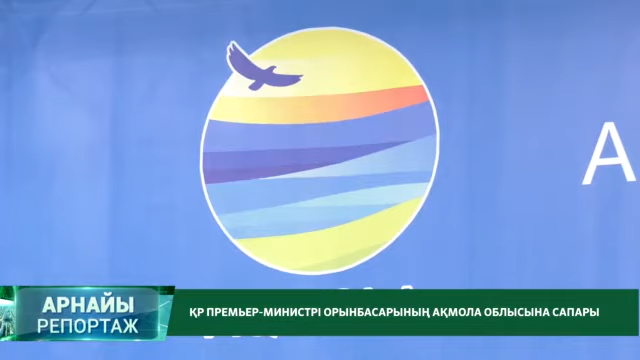 А
АРНАЙЫ
РЕПОРТАЖ
ҚР ПРЕМЬЕР-МИНИСТРІ ОРЫНБАСАРЫНЫҢ АҚМОЛА ОБЛЫСЫНА САПАРЫ